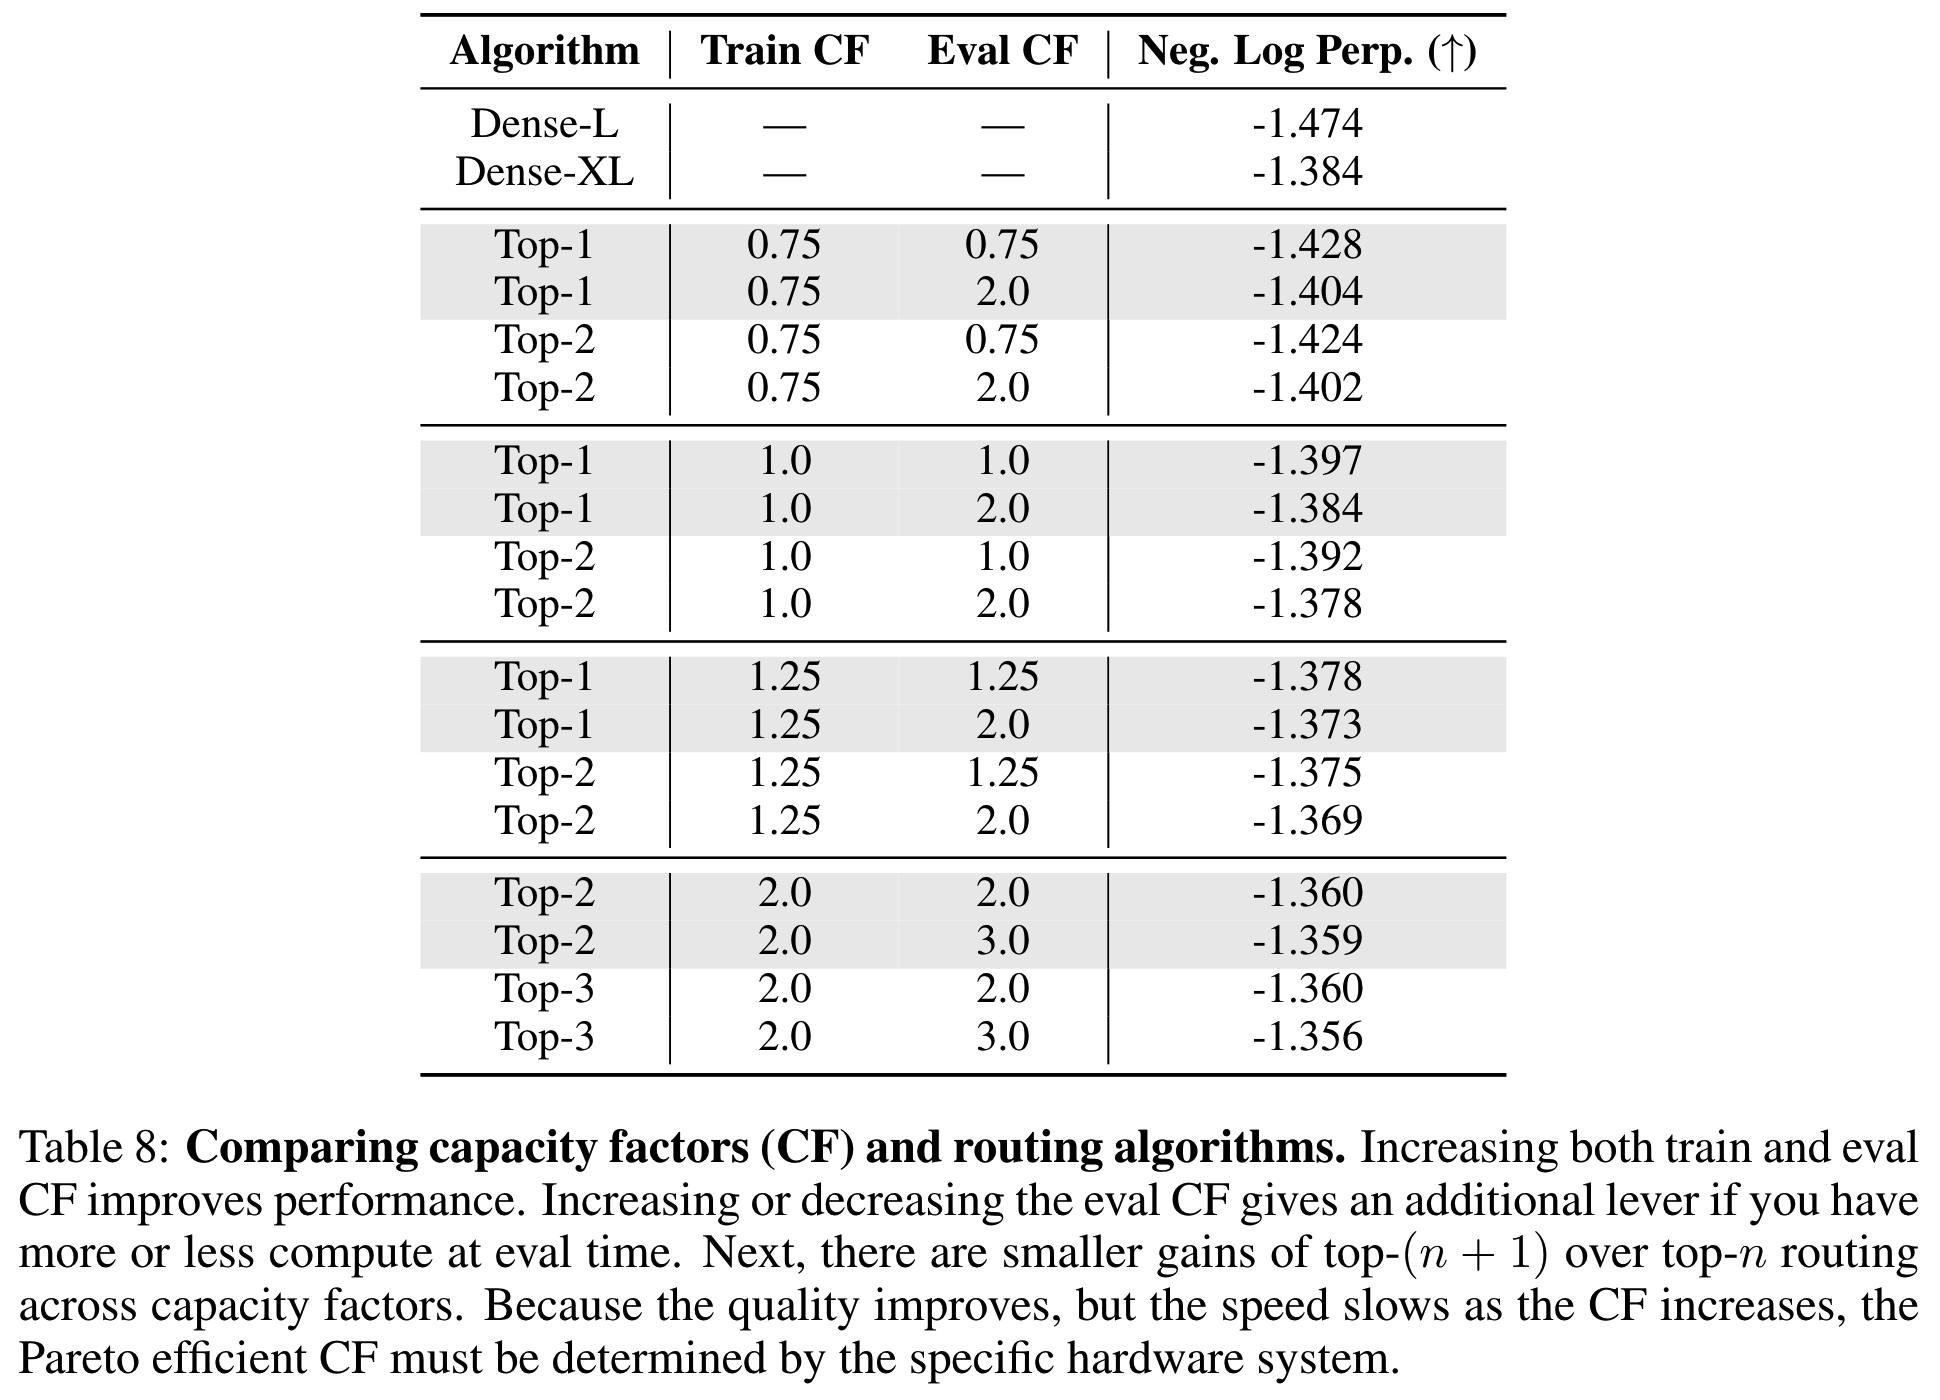 Algorithm Train CF Eval CF Neg. Log Perp. (↑)
Dense-L — — -1.474
Dense-XL — — -1.384
Top-1 0.75 0.75 -1.428
Top-1 0.75 2.0 -1.404
Top-2 0.75 0.75 -1.424
Top-2 0.75 2.0 -1.402
Top-1 1.0 1.0 -1.397
Top-1 1.0 2.0 -1.384
Top-2 1.0 1.0 -1.392
Top-2 1.0 2.0 -1.378
Top-1 1.25 1.25 -1.378
Top-1 1.25 2.0 -1.373
Top-2 1.25 1.25 -1.375
Top-2 1.25 2.0 -1.369
Top-2 2.0 2.0 -1.360
Top-2 2.0 3.0 -1.359
Top-3 2.0 2.0 -1.360
Top-3 2.0 3.0 -1.356
Table 8: Comparing capacity factors (CF) and routing algorithms. Increasing both train and eval
CF improves performance. Increasing or decreasing the eval CF gives an additional lever if you have
more or less compute at eval time. Next, there are smaller gains of top-(n + 1) over top-n routing
across capacity factors. Because the quality improves, but the speed slows as the CF increases, the
Pareto efficient CF must be determined by the specific hardware system.